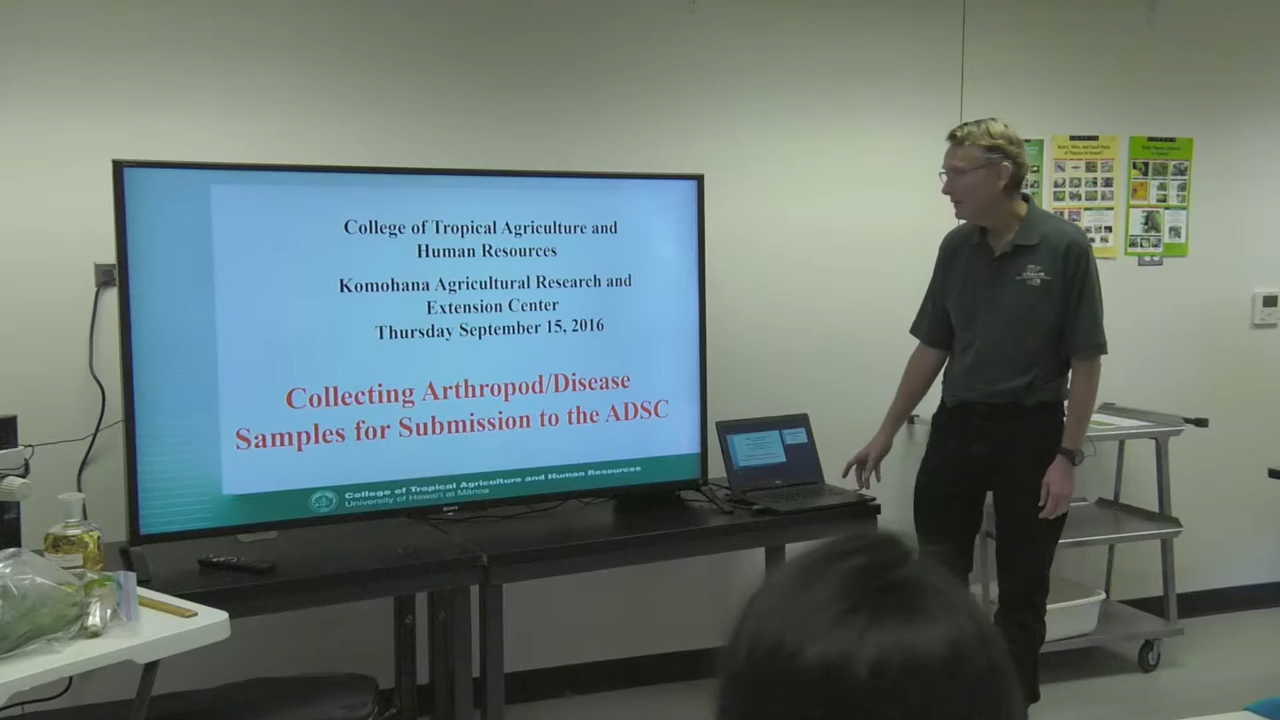 College of Tropical Agriculture and
Human Resources
Komohana Agricultural Research and
Extension Center
Thursday September 15, 2016
Collecting Arthropod/Disease
Samples for Submission to the ADSC
College of Tropical Agriculture and Human Resources
University of Hawai'i at Mānoa
SONY